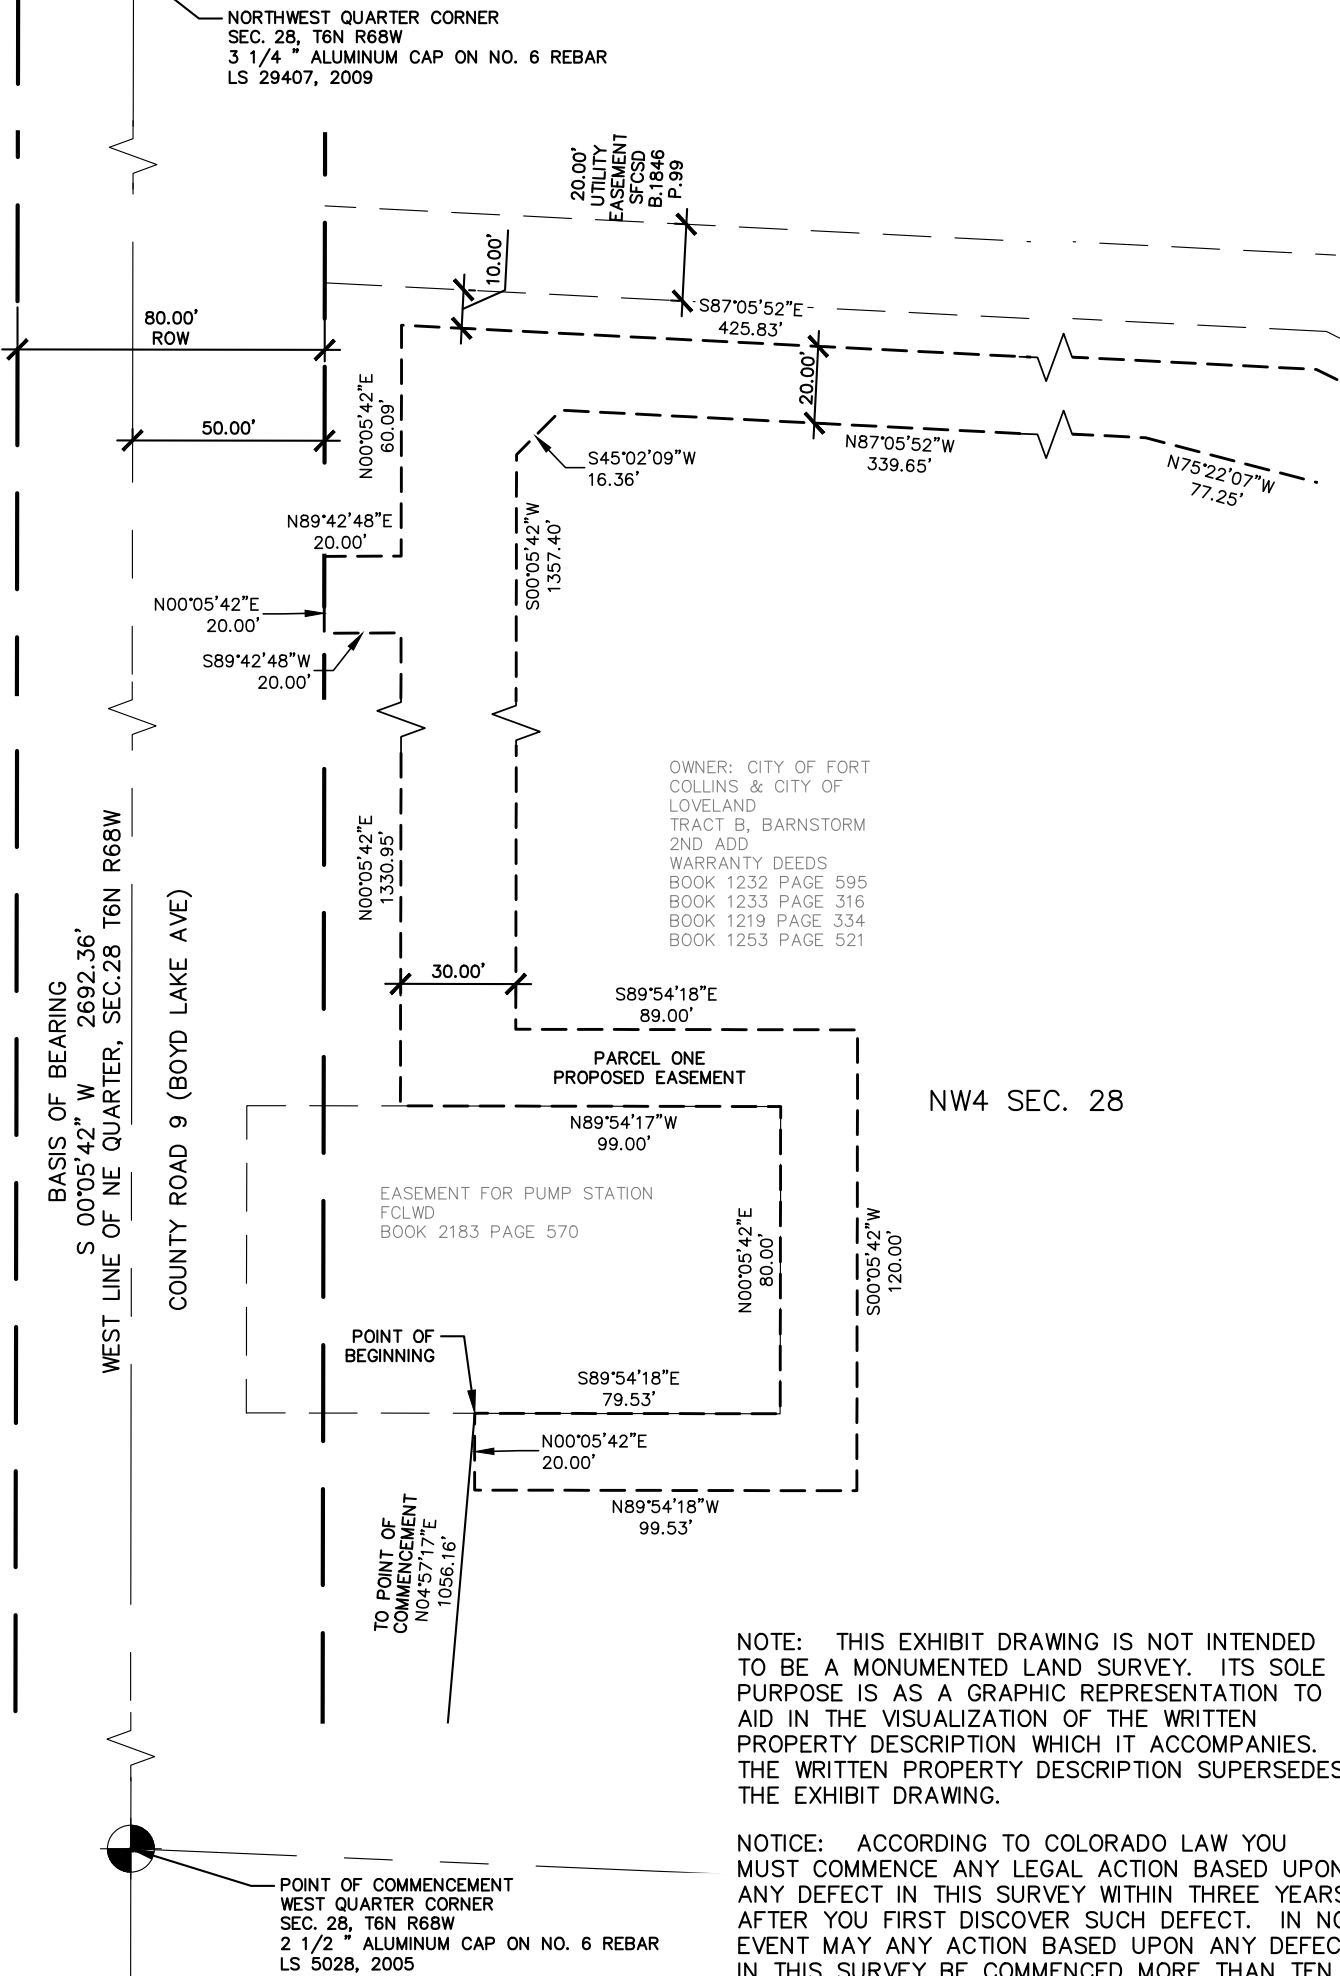 NORTHWEST QUARTER CORNER
SEC. 28, T6N R68W
3 1/4 " ALUMINUM CAP ON NO. 6 REBAR
LS 29407, 2009
20.00'
UTILITY
EASEMENT
SFCSD
B.1846
P.99
10.00'
S87°05'52"E
425.83'
80.00'
ROW
20.00'
N00°05'42"E
60.09'
50.00'
N87°05'52"W
339.65'
S45°02'09"W
16.36'
N75°22'07"W
77.25'
N89°42'48"E
20.00'
S00°05'42"W
1357.40'
N00°05'42"E
20.00'
S89°42'48"W
20.00'
OWNER: CITY OF FORT
COLLINS & CITY OF
LOVELAND
TRACT B, BARNSTORM
2ND ADD
WARRANTY DEEDS
BOOK 1232 PAGE 595
BOOK 1233 PAGE 316
BOOK 1219 PAGE 334
BOOK 1253 PAGE 521
N00°05'42"E
1330.95'
BASIS OF BEARING
S 00°05'42" W 2692.36'
WEST LINE OF NE QUARTER, SEC.28 T6N R68W
COUNTY ROAD 9 (BOYD LAKE AVE)
30.00'
S89°54'18"E
89.00'
PARCEL ONE
PROPOSED EASEMENT
NW4 SEC. 28
N89°54'17"W
99.00'
EASEMENT FOR PUMP STATION
FCLWD
BOOK 2183 PAGE 570
N00°05'42"E
80.00'
S00°05'42"W
120.00'
POINT OF
BEGINNING
S89°54'18"E
79.53'
N00°05'42"E
20.00'
N89°54'18"W
99.53'
TO POINT OF
COMMENCEMENT
N04°57'17"E
1056.16'
NOTE: THIS EXHIBIT DRAWING IS NOT INTENDED
TO BE A MONUMENTED LAND SURVEY. ITS SOLE
PURPOSE IS AS A GRAPHIC REPRESENTATION TO
AID IN THE VISUALIZATION OF THE WRITTEN
PROPERTY DESCRIPTION WHICH IT ACCOMPANIES.
THE WRITTEN PROPERTY DESCRIPTION SUPERSEDES
THE EXHIBIT DRAWING.
NOTICE: ACCORDING TO COLORADO LAW YOU
MUST COMMENCE ANY LEGAL ACTION BASED UPON
ANY DEFECT IN THIS SURVEY WITHIN THREE YEARS
AFTER YOU FIRST DISCOVER SUCH DEFECT. IN NO
EVENT MAY ANY ACTION BASED UPON ANY DEFEC
IN THIS SURVEY BE COMMENCED MORE THAN TEN
POINT OF COMMENCEMENT
WEST QUARTER CORNER
SEC. 28, T6N R68W
2 1/2 " ALUMINUM CAP ON NO. 6 REBAR
LS 5028, 2005